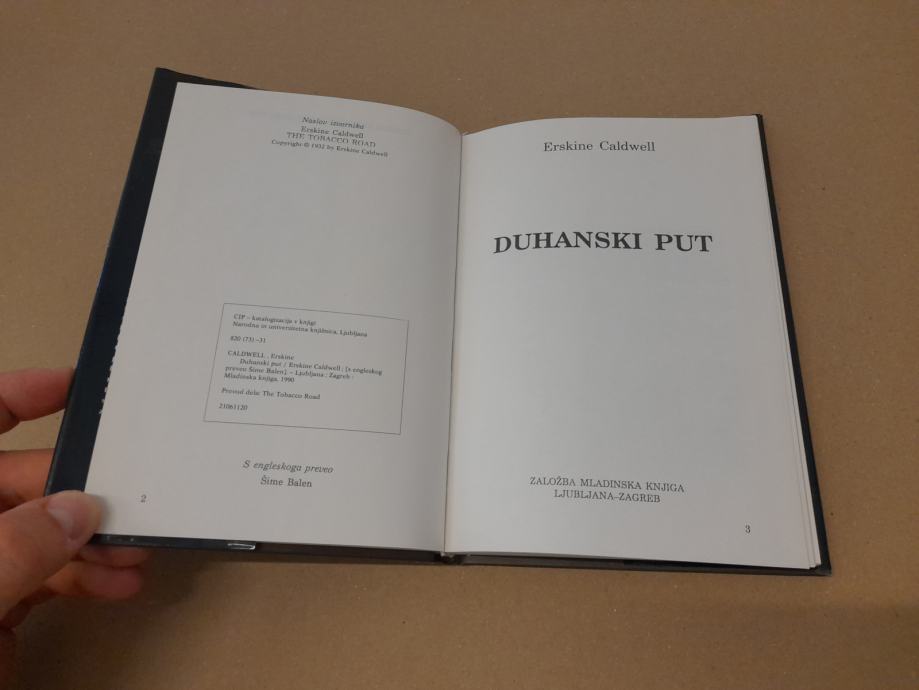 Naslov izvornika
Erskine Caldwell
THE TOBACCO ROAD
Copyright © 1932 by Erskine Caldwell
CIP – katalogizacija v knjigi
Narodna in univerzitetna knjižnica, Ljubljana
820 (73) –31
CALDWELL, Erskine
Duhanski put / Erskine Caldwell ; [s engleskog
preveo Šime Balen]. – Ljubljana : Zagreb :
Mladinska knjiga, 1990
Prevod dela: The Tobacco Road
21061120
S engleskoga preveo
Šime Balen
2
Erskine Caldwell
DUHANSKI PUT
ZALOŽBA MLADINSKA KNJIGA
LJUBLJANA–ZAGREB
3